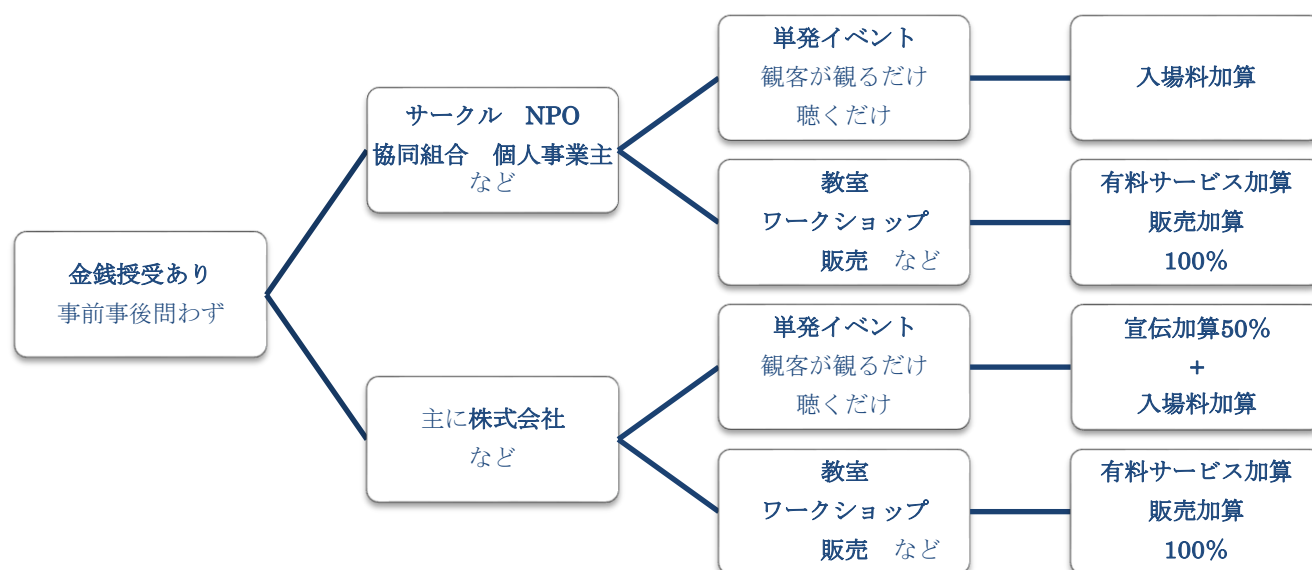 金銭授受あり
事前事後問わず
サークル　NPO
協同組合　個人事業主
など
単発イベント
観客が観るだけ
聴くだけ
入場料加算
教室
ワークショップ
販売　など
有料サービス加算
販売加算
100%
主に株式会社
など
単発イベント
観客が観るだけ
聴くだけ
宣伝加算50%
+
入場料加算
教室
ワークショップ
販売　など
有料サービス加算
販売加算
100%